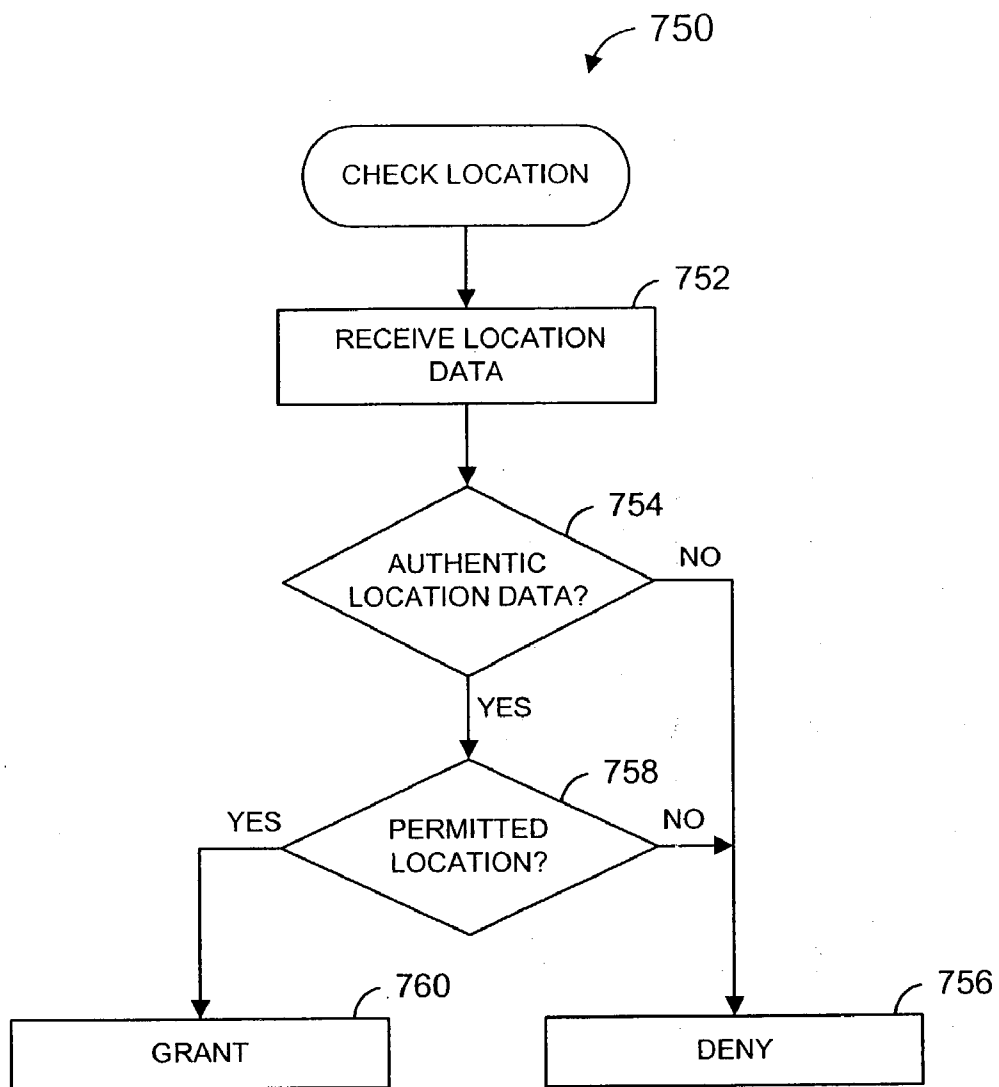 750
CHECK LOCATION
752
RECEIVE LOCATION
DATA
754
AUTHENTIC
LOCATION DATA?
NO
YES
758
PERMITTED
LOCATION?
YES
NO
760
GRANT
756
DENY